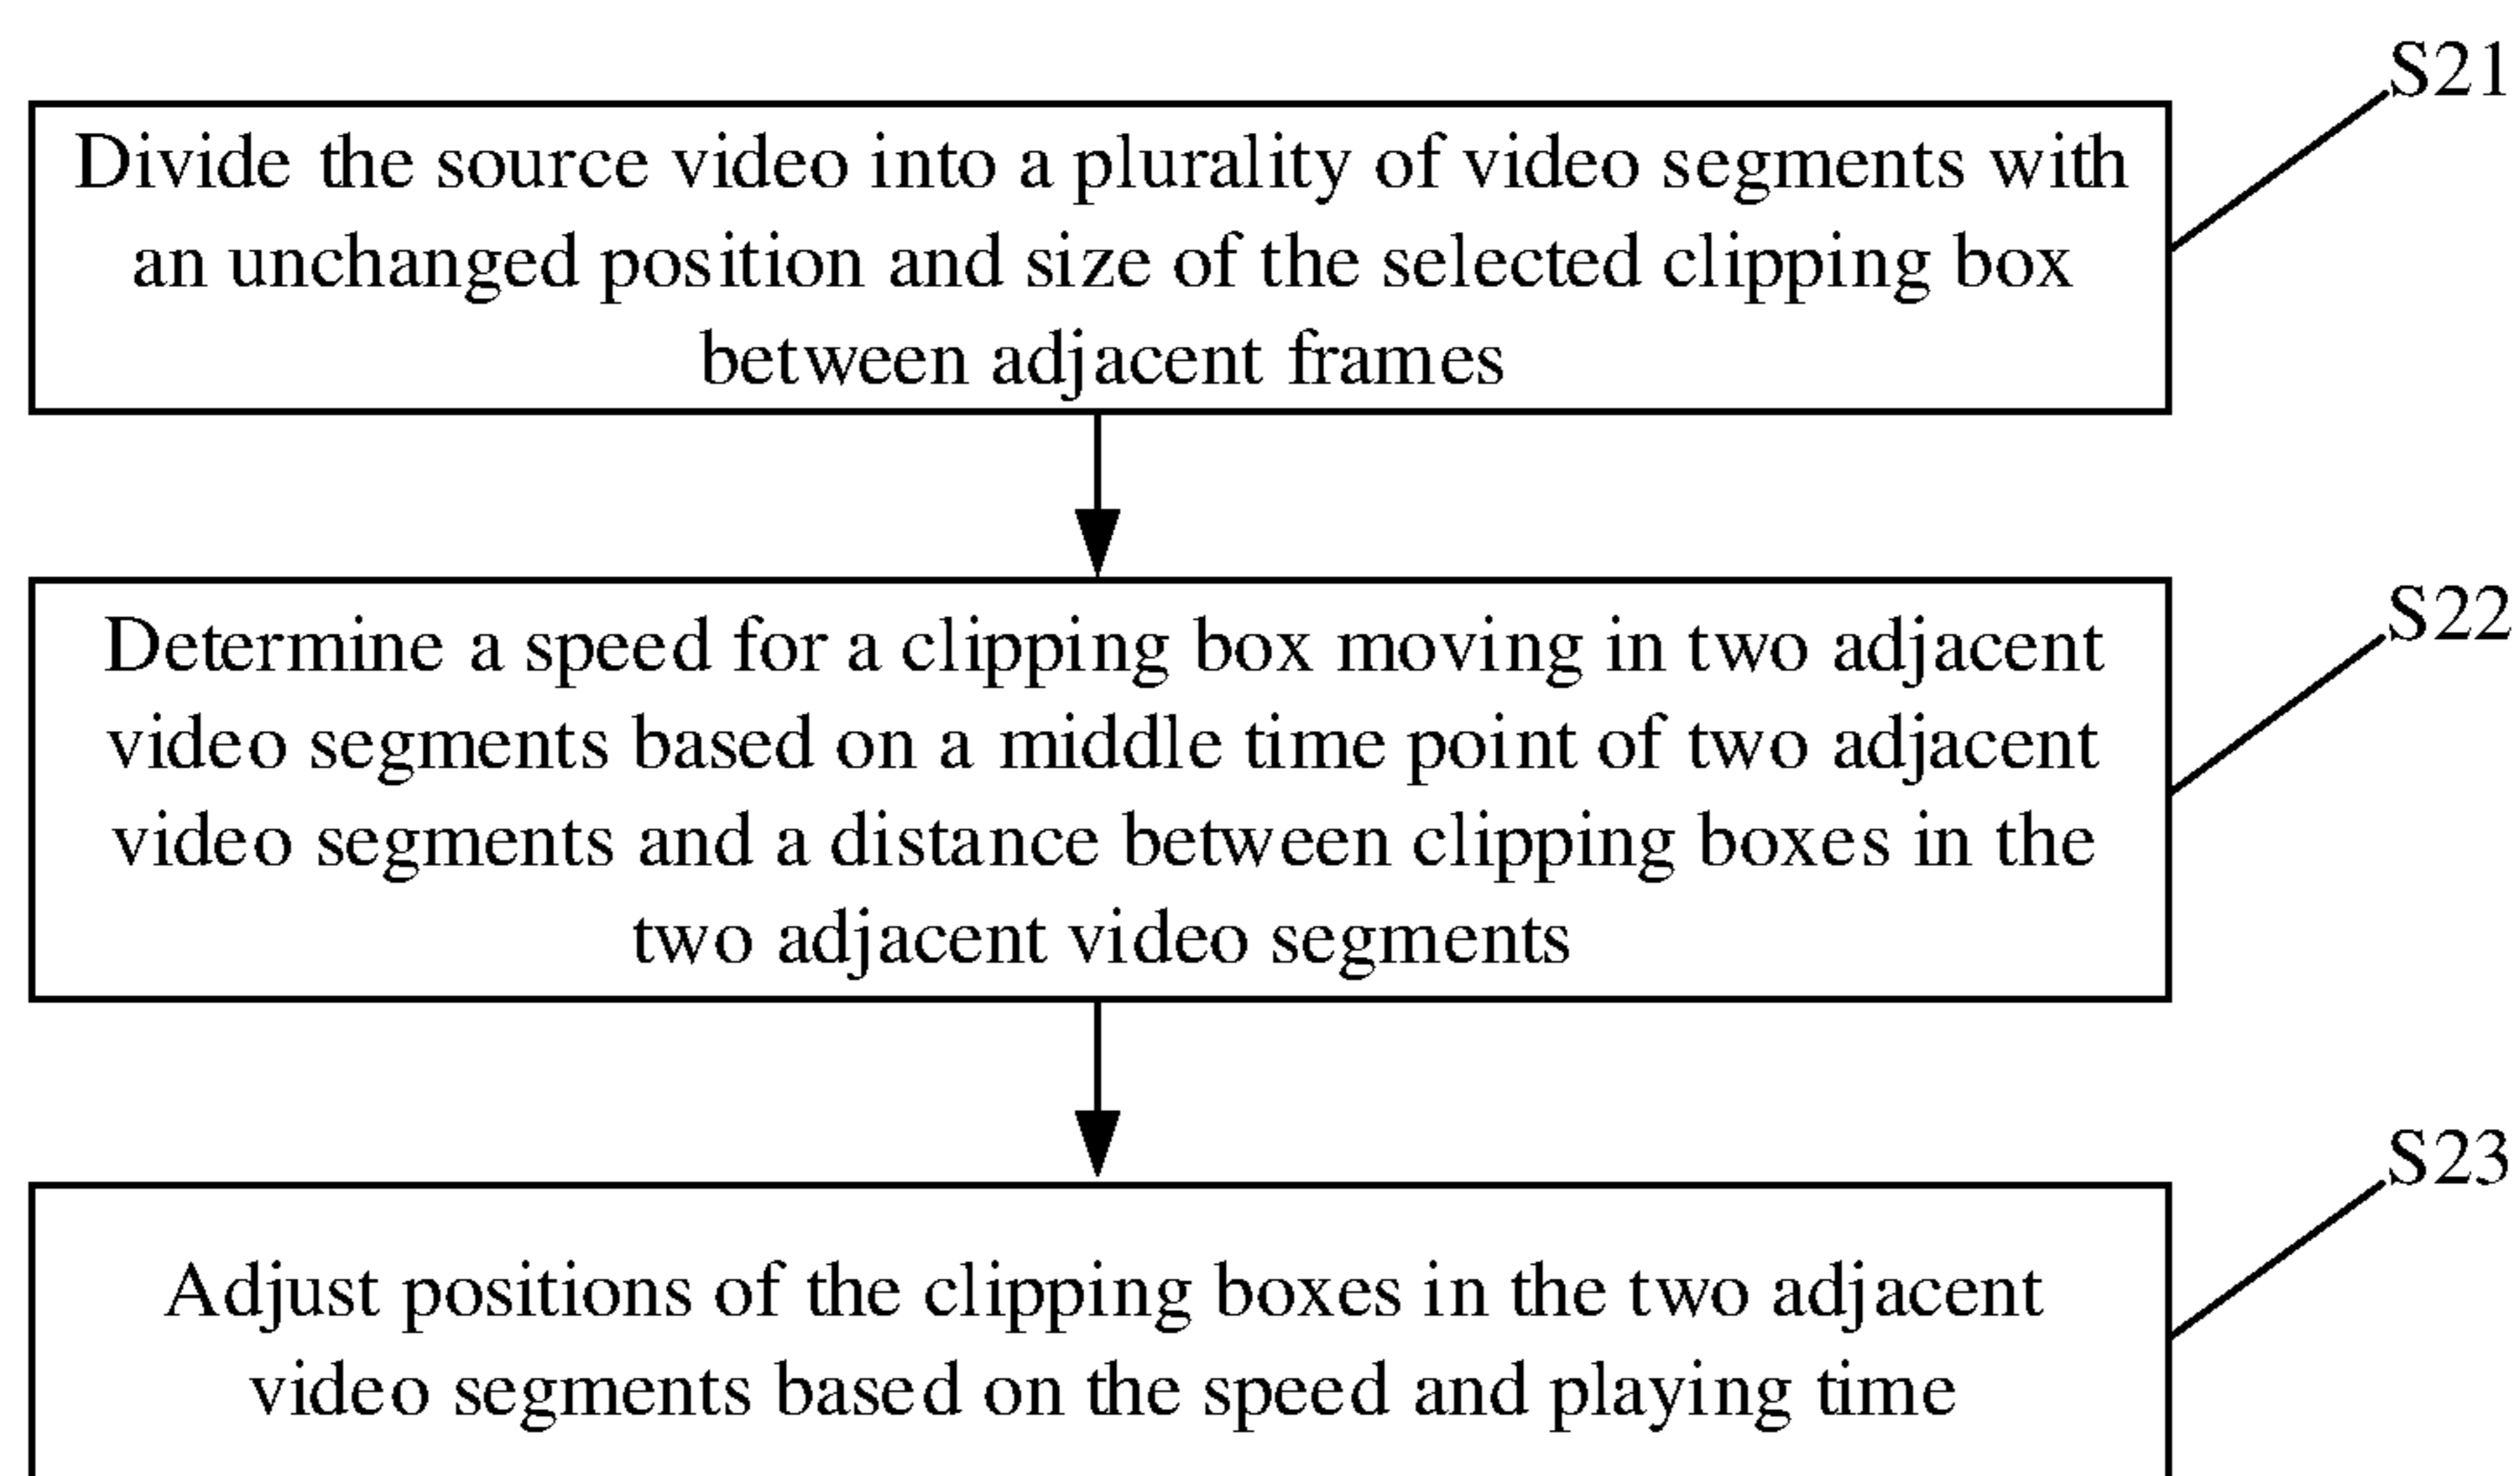 S21
Divide the source video into a plurality of video segments with
an unchanged position and size of the selected clipping box
between adjacent frames
S22
Determine a speed for a clipping box moving in two adjacent
video segments based on a middle time point of two adjacent
video segments and a distance between clipping boxes in the
two adjacent video segments
S23
Adjust positions of the clipping boxes in the two adjacent
video segments based on the speed and playing time